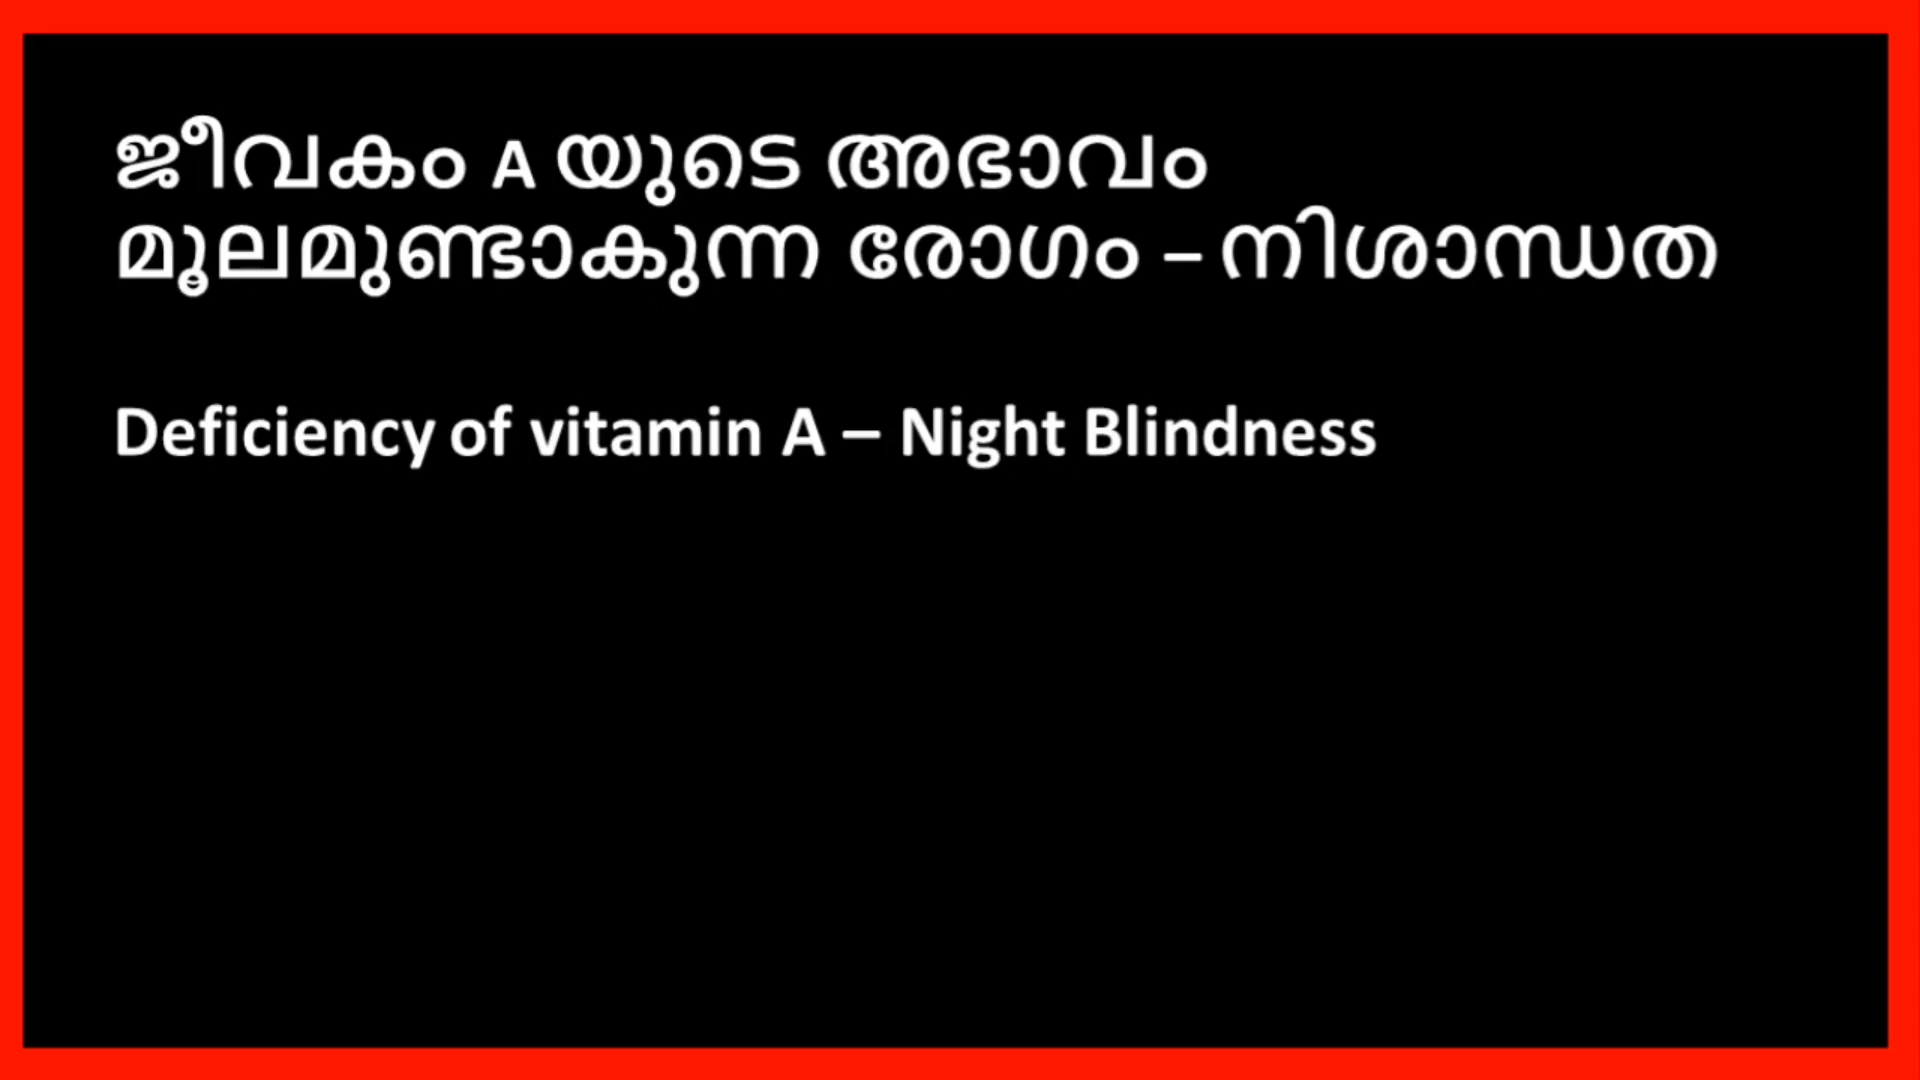 ജീവകം A യുടെ അഭാവം
മൂലമുണ്ടാകുന്ന രോഗം – നിശാന്ധത
Deficiency of vitamin A – Night Blindness